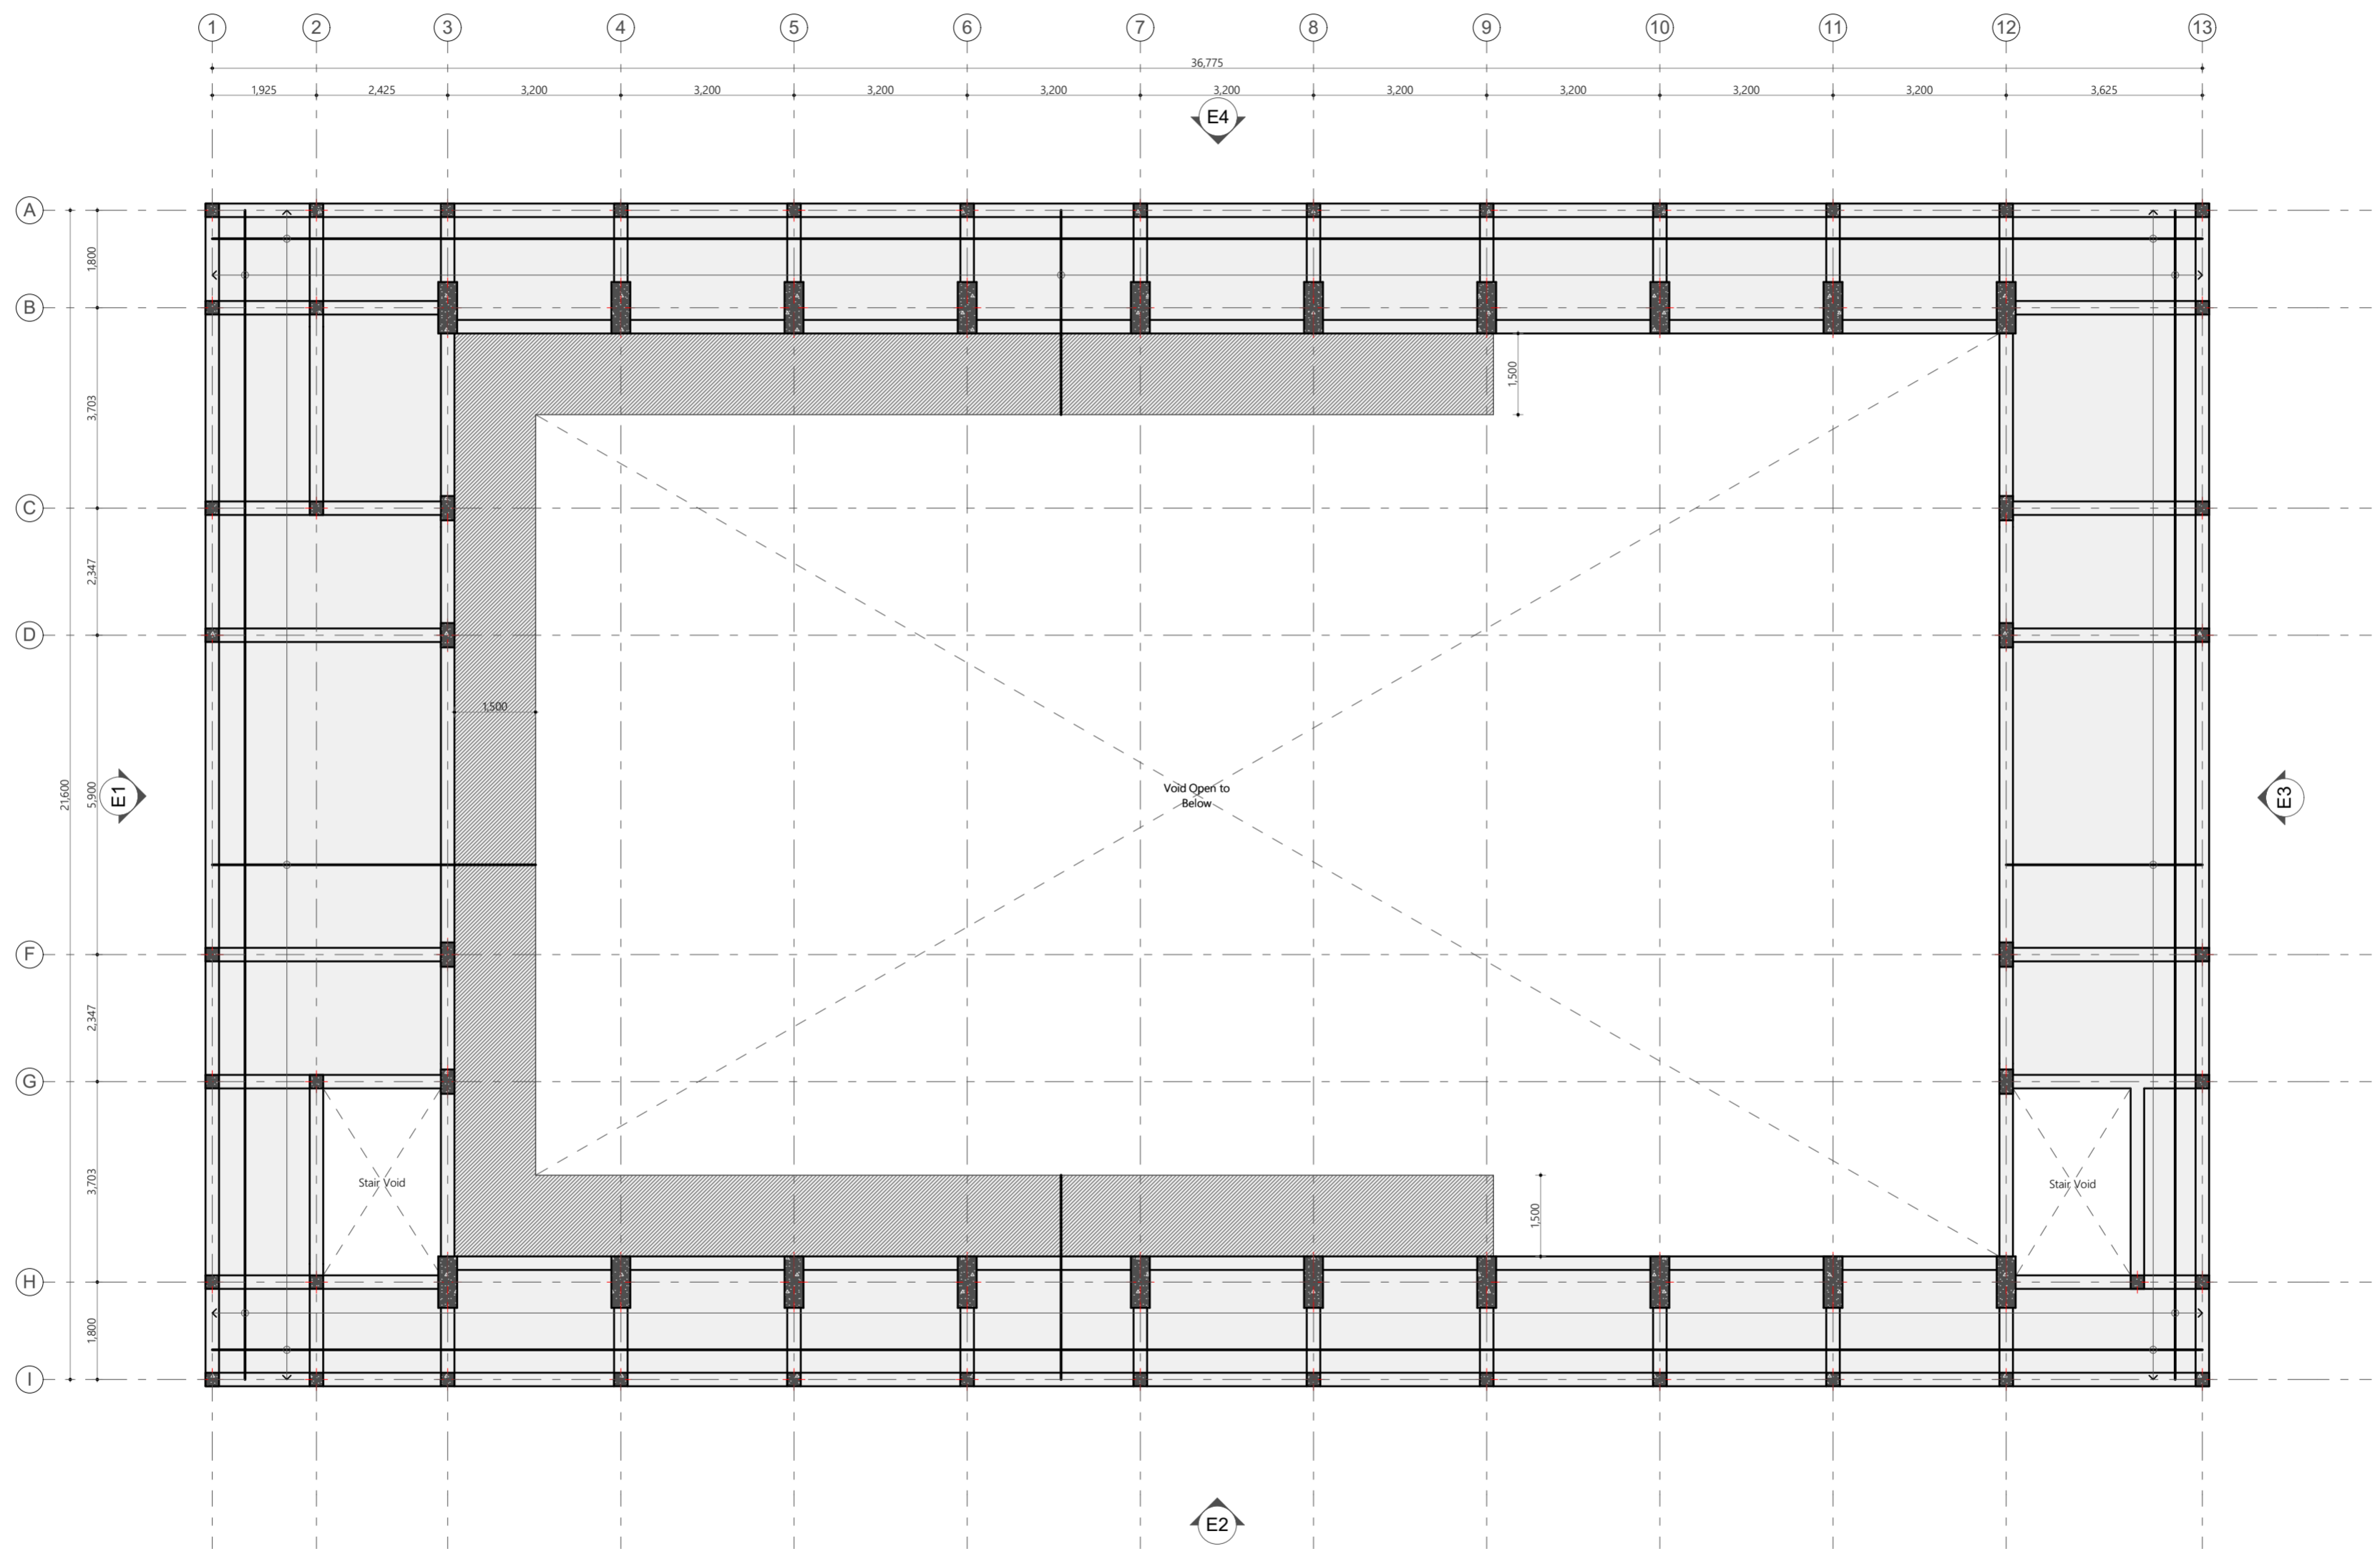 1 2 3 4 5 6 7 8 9 10 11 12 13
36,775
1,925 2,425 3,200 3,200 3,200 3,200 3,200 3,200 3,200 3,200 3,200 3,625
E4
A
1,800
B
1,500
3,703
C
2,347
D
1,500
Void Open to
Below
21,600
5,900
E1
E3
F
2,347
G
3,703
Stair Void
Stair Void
1,500
H
1,800
I
E2